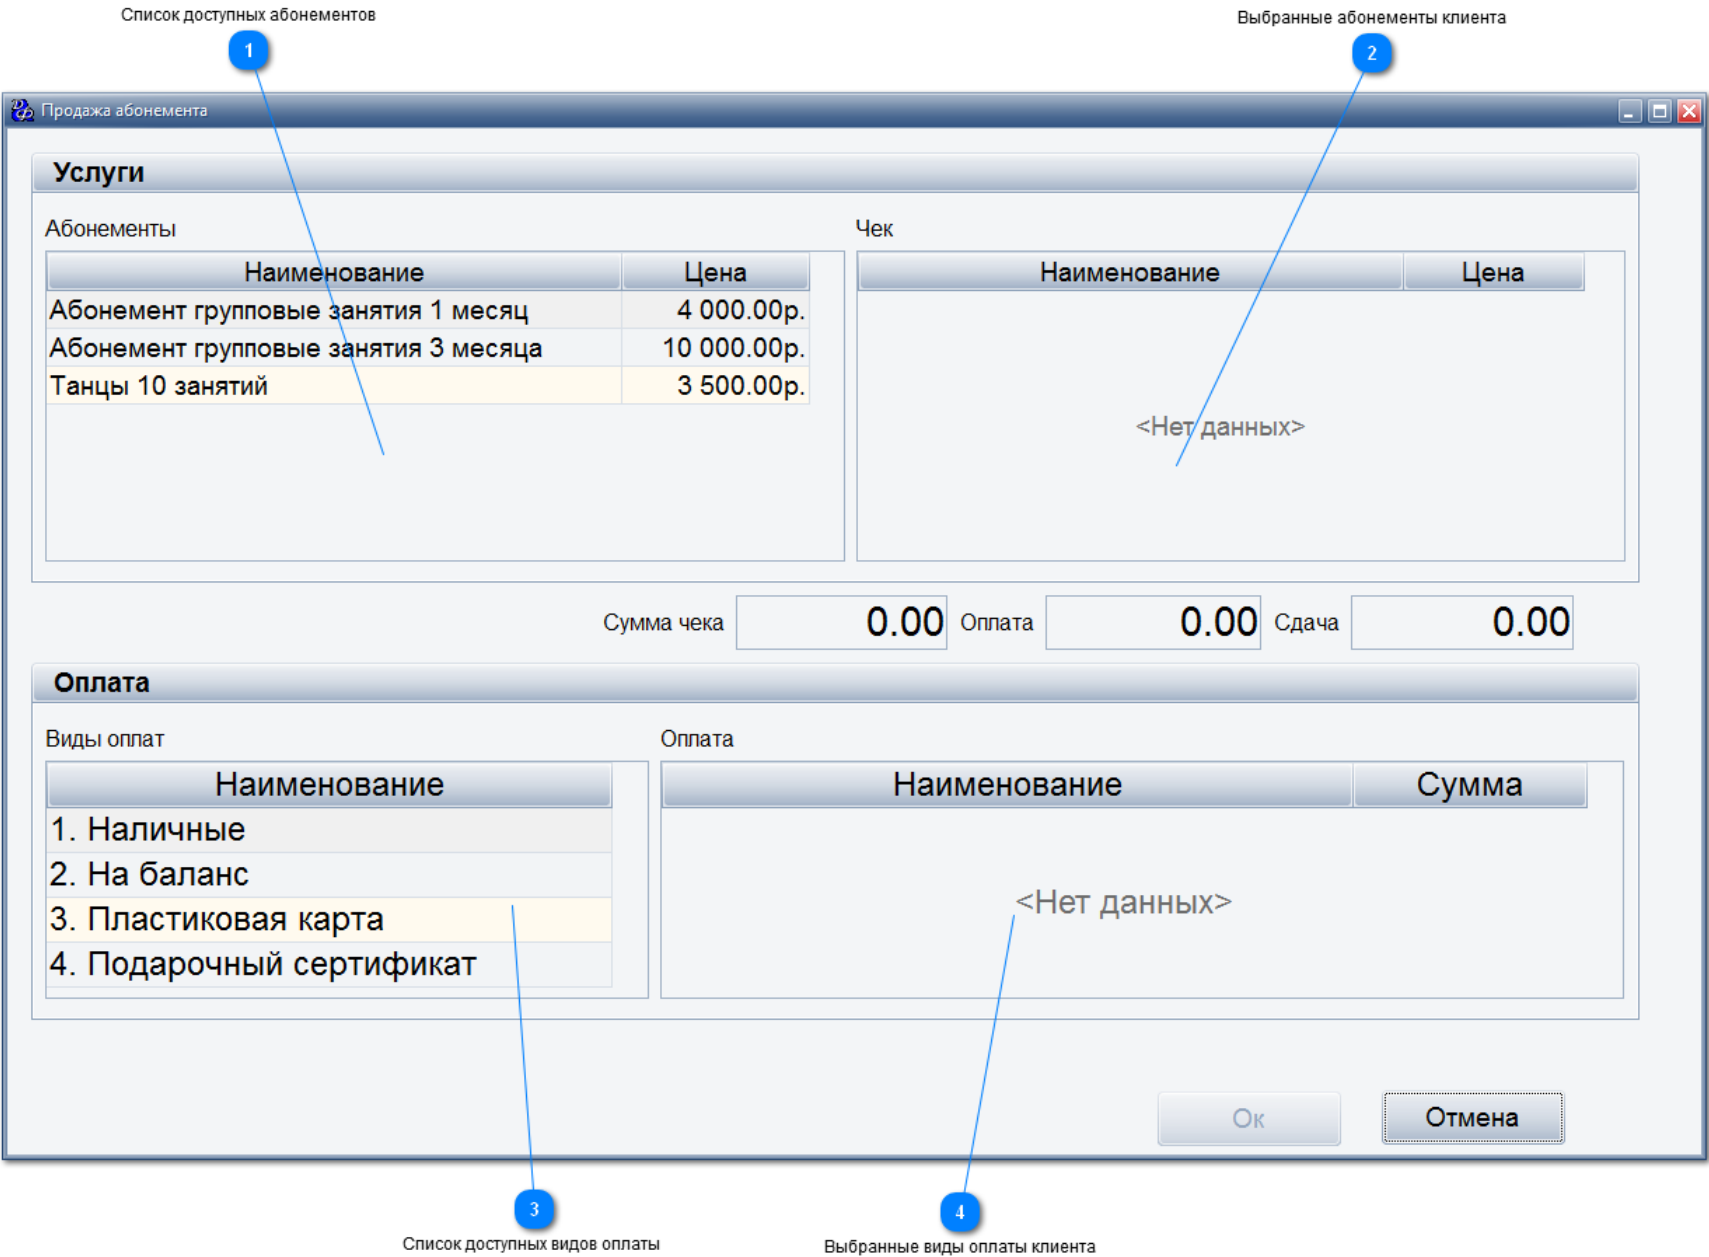 Список доступных абонементов
Выбранные абонементы клиента
1
2
Продажа абонемента
Услуги
Абонементы
Чек
Наименование Цена
Наименование Цена
Абонемент групповые занятия 1 месяц 4 000.00р.
Абонемент групповые занятия 3 месяца 10 000.00р.
Танцы 10 занятий 3 500.00р.
<Нет данных>
Сумма чека 0.00 Оплата 0.00 Сдача 0.00
Оплата
Виды оплат
Оплата
Наименование
Наименование Сумма
1. Наличные
2. На баланс
3. Пластиковая карта
4. Подарочный сертификат
<Нет данных>
Ок Отмена
3
4
Список доступных видов оплаты
Выбранные виды оплаты клиента